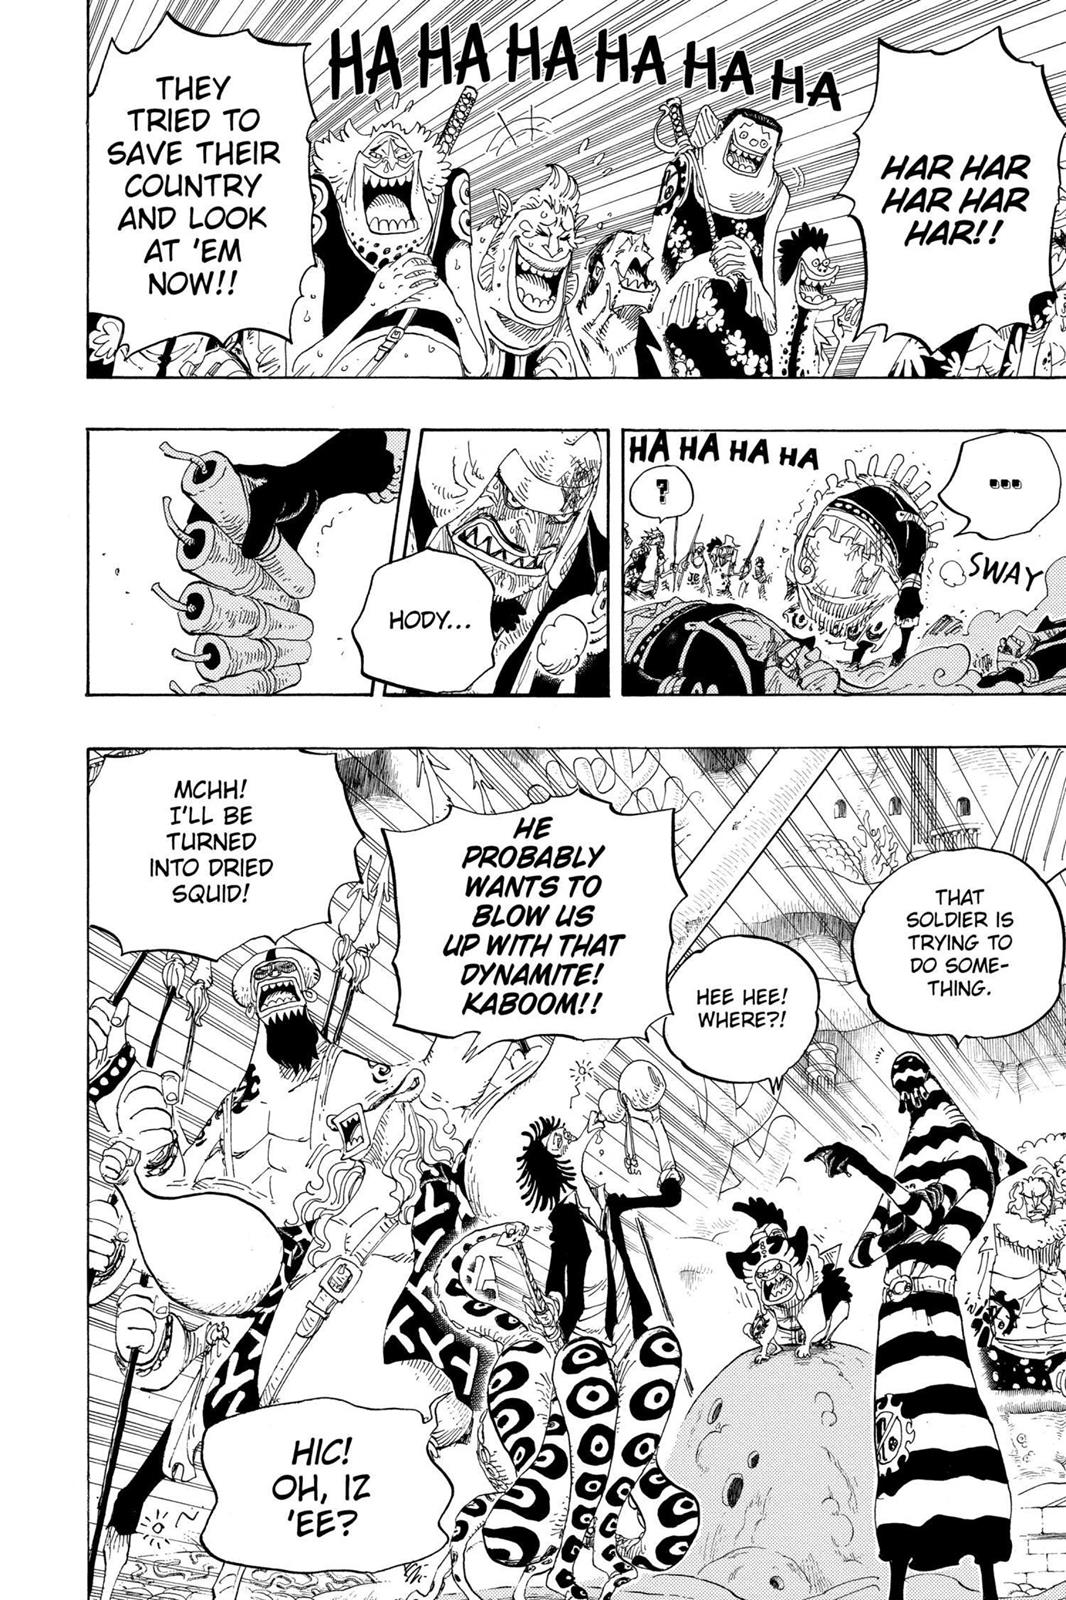 HAR HAR
HAR HAR
HAR!!
HA HA HA HA HA HA
THEY
TRIED TO
SAVE THEIR
COUNTRY
AND LOOK
AT 'EM
NOW!!
...
SWAY
HA HA HA HA
?
HODY...
THAT
SOLDIER IS
TRYING TO
DO SOME-
THING.
HEE HEE!
WHERE?!
HE
PROBABLY
WANTS TO
BLOW US
UP WITH THAT
DYNAMITE!
KABOOM!!
MCHH!
I'LL BE
TURNED
INTO DRIED
SQUID!
HIC!
OH, IZ
'EE?